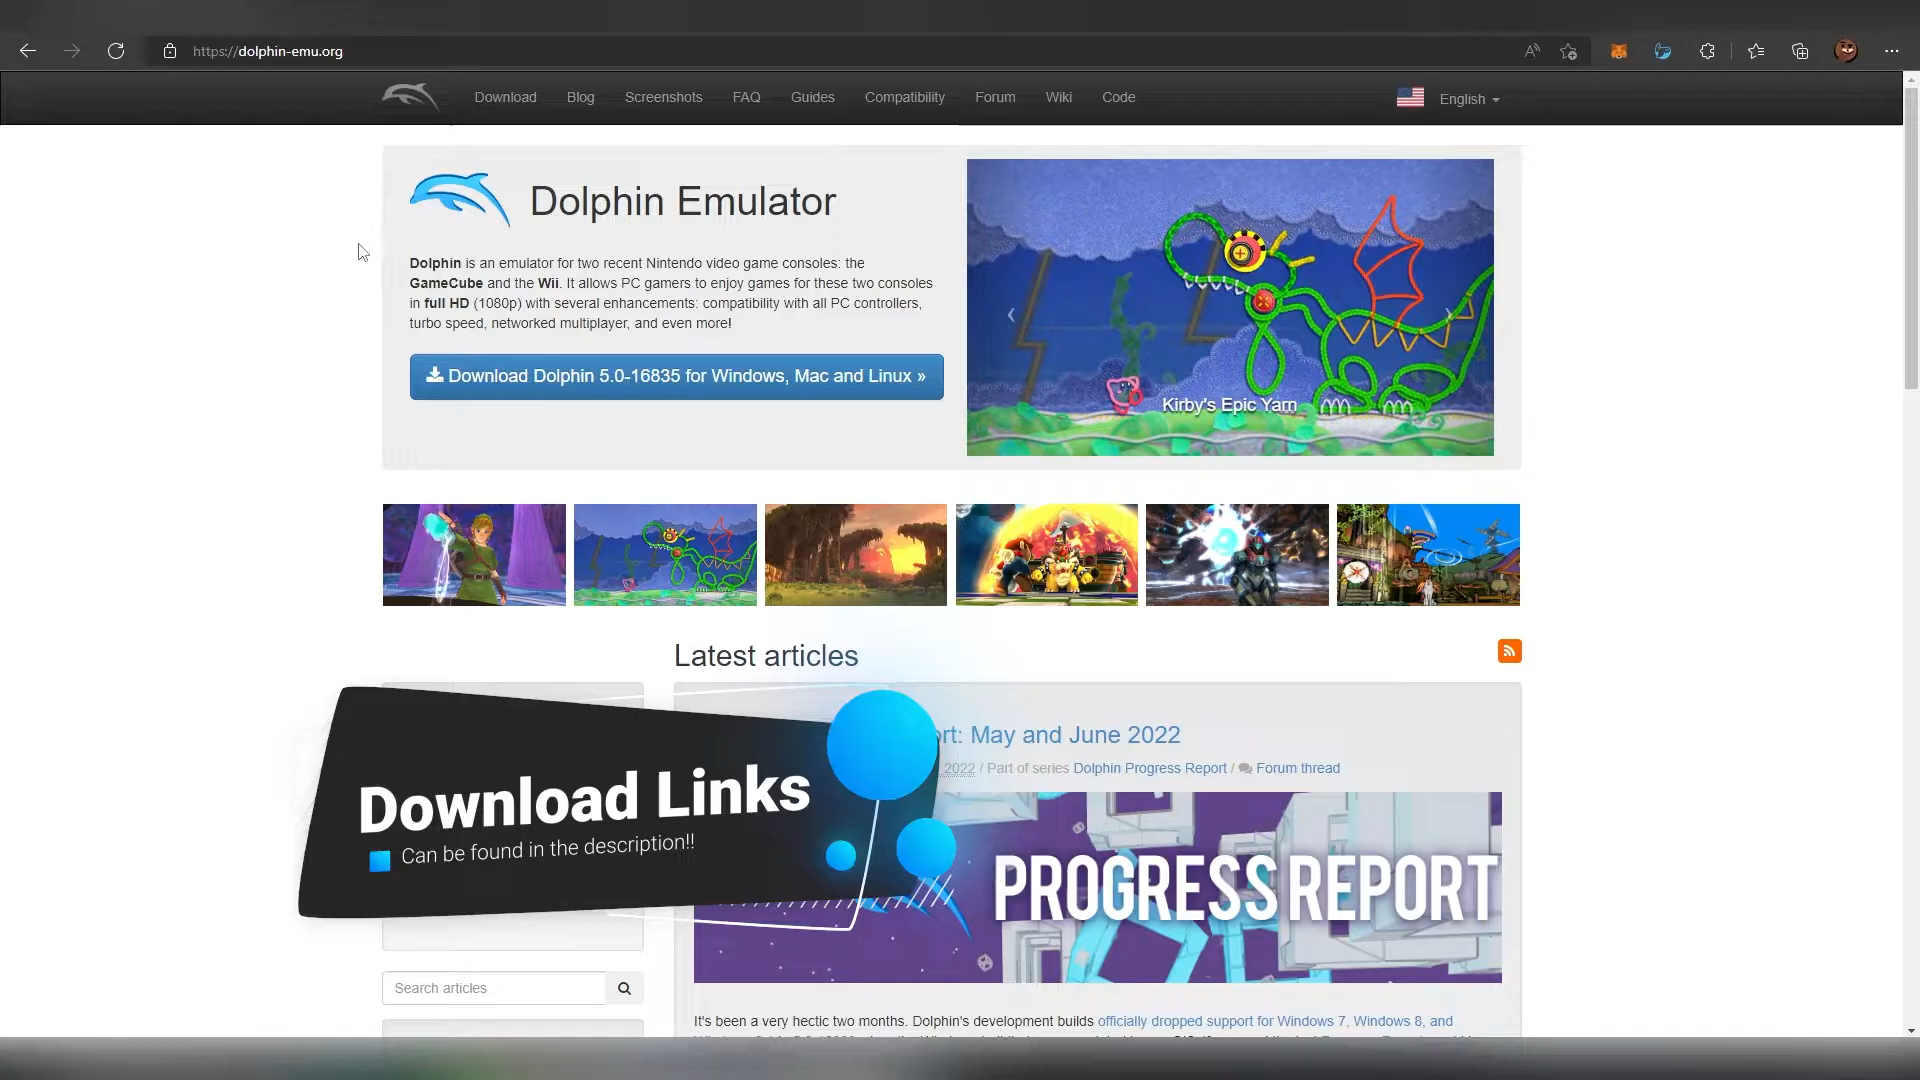 https://dolphin-emu.org
Download Blog Screenshots FAQ Guides Compatibility Forum Wiki Code English
Dolphin Emulator
Dolphin is an emulator for two recent Nintendo video game consoles: the
GameCube and the Wii. It allows PC gamers to enjoy games for these two consoles
in full HD (1080p) with several enhancements: compatibility with all PC controllers,
turbo speed, networked multiplayer, and even more!
Download Dolphin 5.0-16835 for Windows, Mac and Linux »
Kirby's Epic Yarn
Latest articles
May and June 2022
2022 / Part of series Dolphin Progress Report / Forum thread
Download Links
Can be found in the description!!
PROGRESS REPORT
Search articles
It's been a very hectic two months. Dolphin's development builds officially dropped support for Windows 7, Windows 8, and